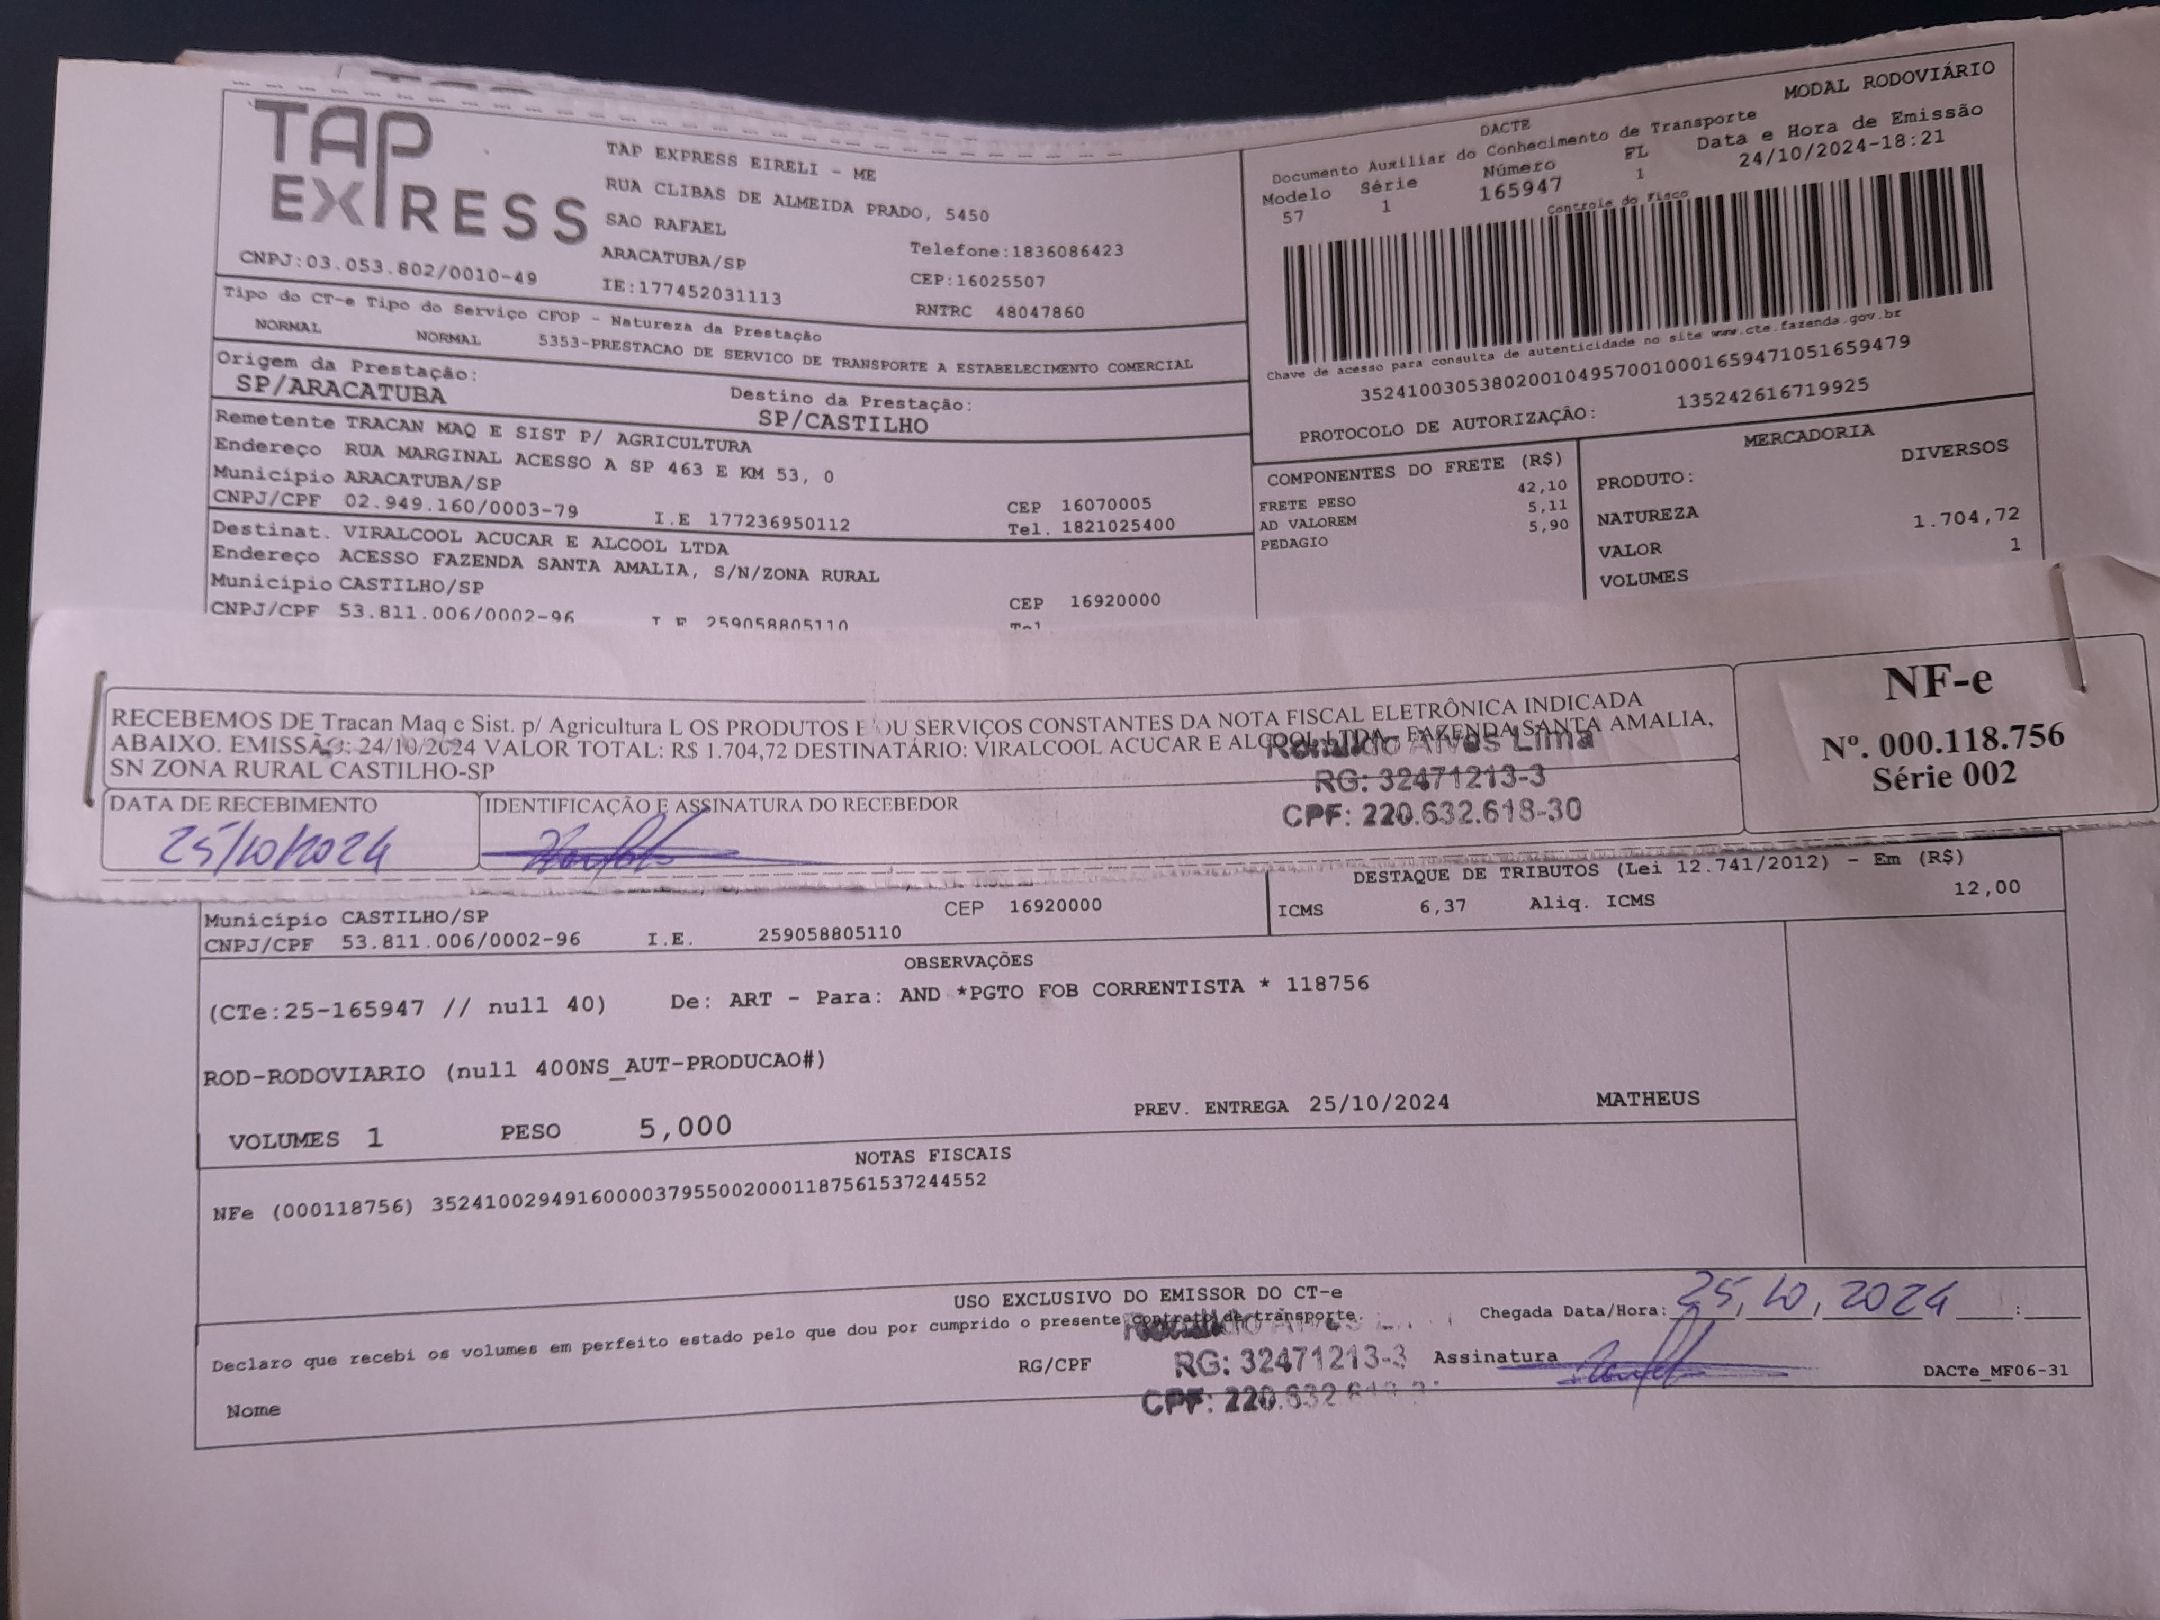 TAP
EXPRESS
TAP EXPRESS EIRELI - ME
RUA CLIBAS DE ALMEIDA PRADO, 5450
SAO RAFAEL
ARACATUBA/SP
Telefone:1836086423
CNPJ:03.053.802/0010-49
IE:177452031113
CEP:16025507
RNTRC 48047860
MODAL RODOVIÁRIO
DACTE
Documento Auxiliar do Conhecimento de Transporte
Modelo Série Número FL Data e Hora de Emissão
57 1 165947 1 24/10/2024-18:21
Controle do Fisco
Chave de acesso para consulta de autenticidade no site www.cte.fazenda.gov.br
35241003053802001049570010001659471051659479
PROTOCOLO DE AUTORIZAÇÃO: 135242616719925
Tipo do CT-e Tipo do Serviço CFOP - Natureza da Prestação
NORMAL NORMAL 5353-PRESTACAO DE SERVICO DE TRANSPORTE A ESTABELECIMENTO COMERCIAL
Origem da Prestação: Destino da Prestação:
SP/ARACATUBA SP/CASTILHO
Remetente TRACAN MAQ E SIST P/ AGRICULTURA
Endereço RUA MARGINAL ACESSO A SP 463 E KM 53, 0
Município ARACATUBA/SP CEP 16070005
CNPJ/CPF 02.949.160/0003-79 I.E 177236950112 Tel. 1821025400
Destinat. VIRALCOOL ACUCAR E ALCOOL LTDA
Endereço ACESSO FAZENDA SANTA AMALIA, S/N/ZONA RURAL
Município CASTILHO/SP CEP 16920000
CNPJ/CPF 53.811.006/0002-96 I E 259058805110 Tel
COMPONENTES DO FRETE (R$)
FRETE PESO 42,10
AD VALOREM 5,11
PEDAGIO 5,90
MERCADORIA
PRODUTO: DIVERSOS
NATUREZA
VALOR 1.704,72
VOLUMES 1
RECEBEMOS DE Tracan Maq e Sist. p/ Agricultura L OS PRODUTOS E OU SERVIÇOS CONSTANTES DA NOTA FISCAL ELETRÔNICA INDICADA
ABAIXO. EMISSÃO: 24/10/2024 VALOR TOTAL: R$ 1.704,72 DESTINATÁRIO: VIRALCOOL ACUCAR E ALCOOL LTDA - FAZENDA SANTA AMALIA,
SN ZONA RURAL CASTILHO-SP
Ronaldo Alves Lima
RG: 32471213-3
CPF: 220.632.618-30
DATA DE RECEBIMENTO
25/10/2024
IDENTIFICAÇÃO E ASSINATURA DO RECEBEDOR
NF-e
Nº. 000.118.756
Série 002
Município CASTILHO/SP CEP 16920000
CNPJ/CPF 53.811.006/0002-96 I.E. 259058805110
DESTAQUE DE TRIBUTOS (Lei 12.741/2012) - Em (R$)
ICMS 6,37 Aliq. ICMS 12,00
OBSERVAÇÕES
(CTe:25-165947 // null 40) De: ART - Para: AND *PGTO FOB CORRENTISTA * 118756
ROD-RODOVIARIO (null 400NS_AUT-PRODUCAO#)
VOLUMES 1 PESO 5,000 PREV. ENTREGA 25/10/2024 MATHEUS
NOTAS FISCAIS
NFe (000118756) 35241002949160000379550020001187561537244552
USO EXCLUSIVO DO EMISSOR DO CT-e
Declaro que recebi os volumes em perfeito estado pelo que dou por cumprido o presente contrato de transporte.
Chegada Data/Hora: 25, 10, 2024 :
Nome
RG/CPF
RG: 32471213-3
CPF: 220.632
Assinatura
DACTe_MF06-31